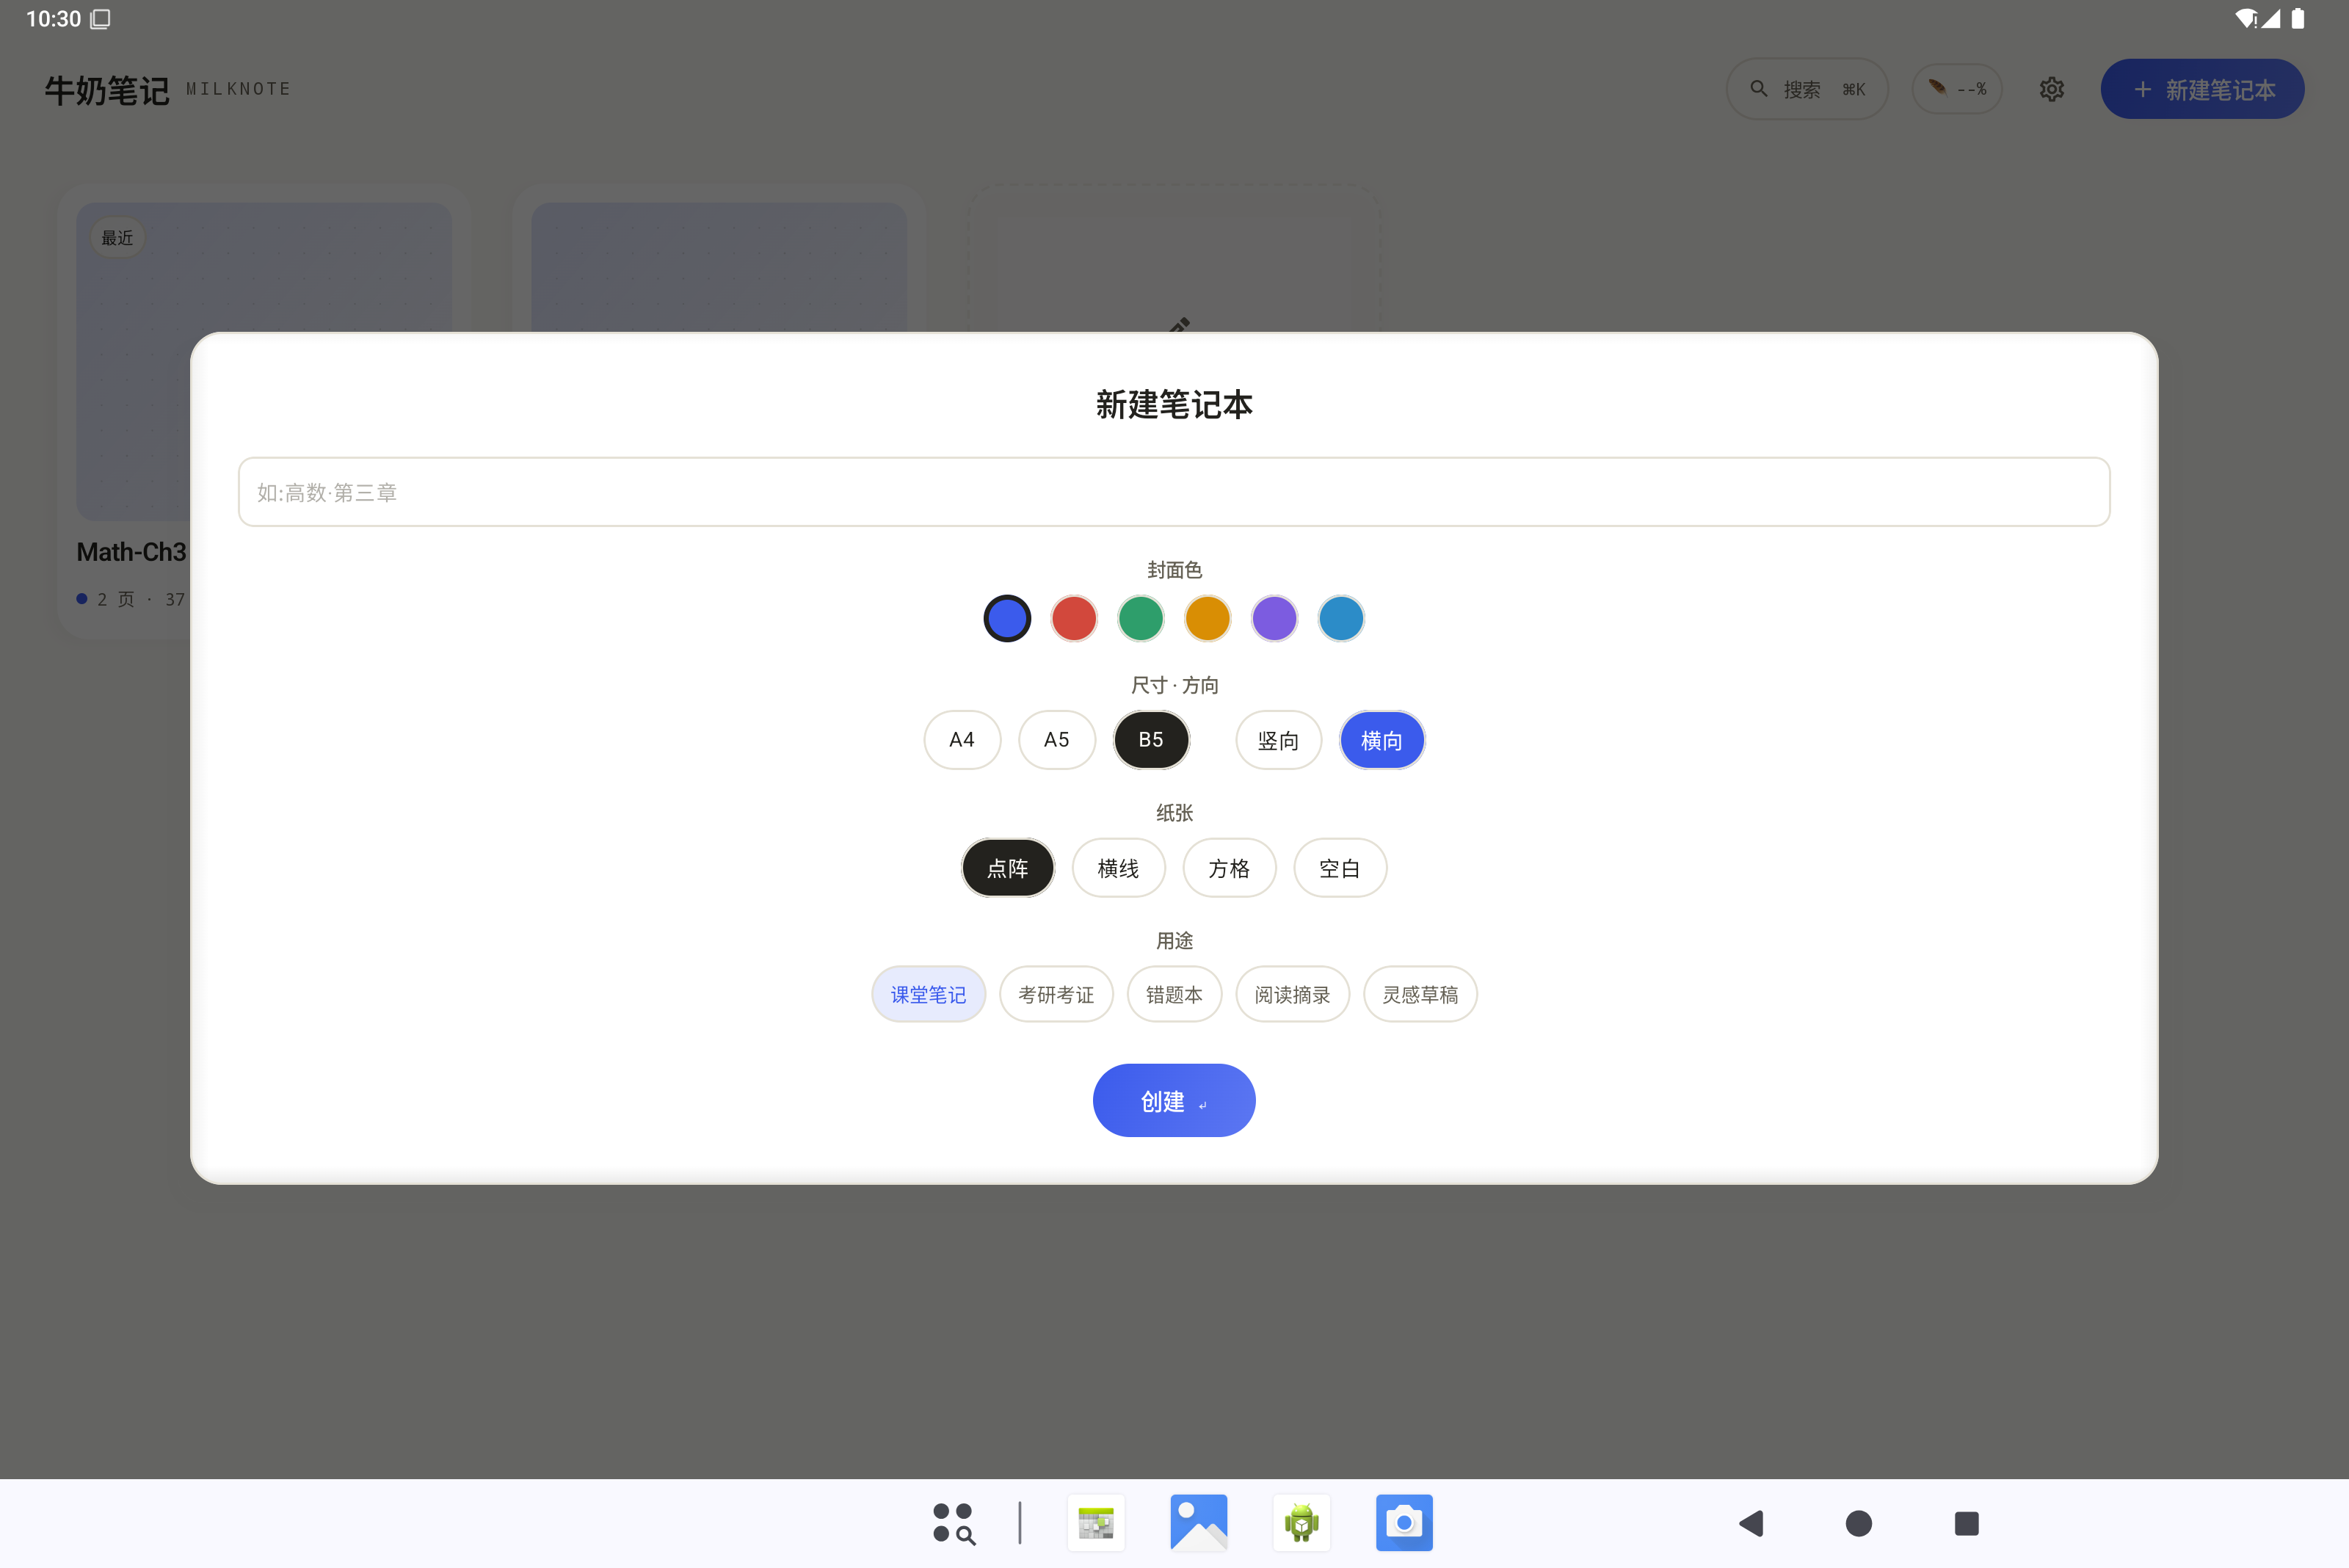 10:30
牛奶笔记 MILKNOTE
搜索 ⌘K
--%
+ 新建笔记本
最近
Math-Ch3
2 页 · 37
新建笔记本
如:高数·第三章
封面色
尺寸 · 方向
A4 A5 B5 竖向 横向
纸张
点阵 横线 方格 空白
用途
课堂笔记 考研考证 错题本 阅读摘录 灵感草稿
创建 ↵